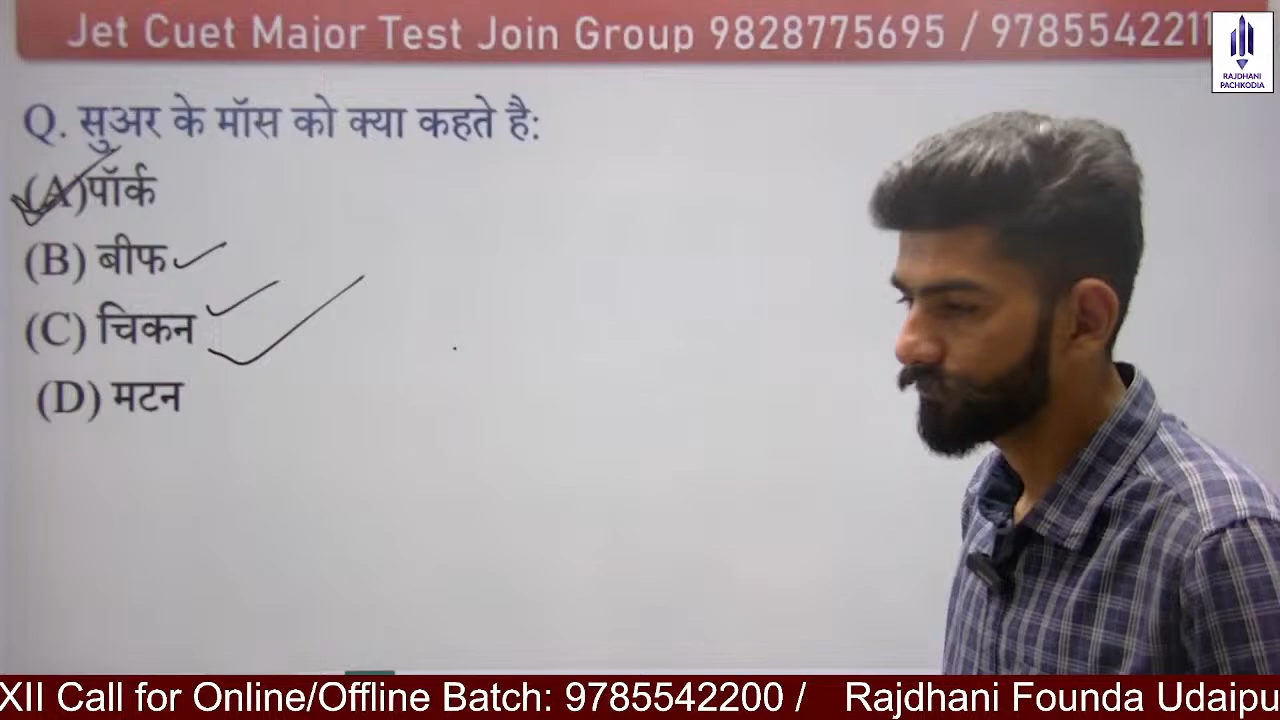 Jet Cuet Major Test Join Group 9828775695 / 9785542211
RAJDHANI
PACHKODIA
Q. सुअर के मॉस को क्या कहते है:
(A)पॉर्क
(B) बीफ
(C) चिकन
(D) मटन
XII Call for Online/Offline Batch: 9785542200 / Rajdhani Founda Udaipu